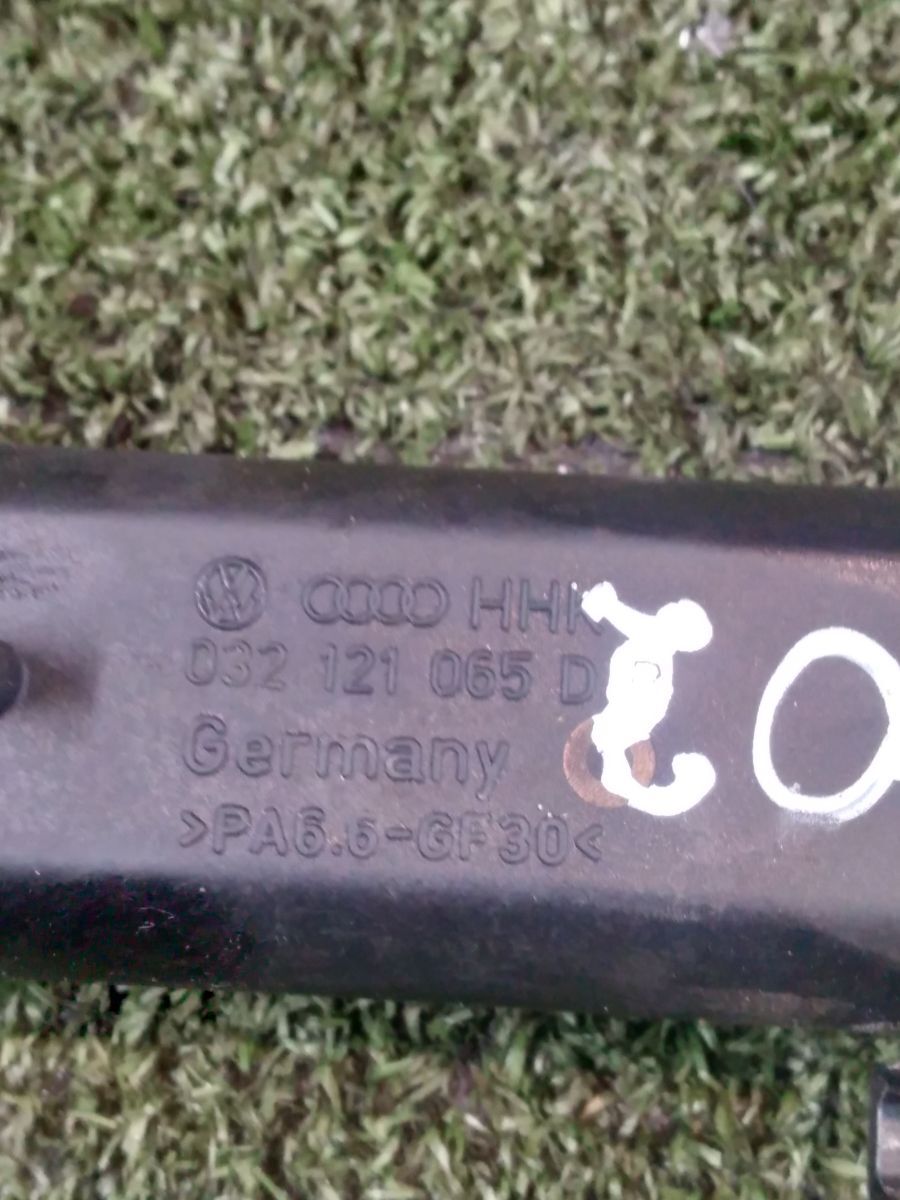 HHK
032 121 065 D
Germany
>PA6.6-GF30<